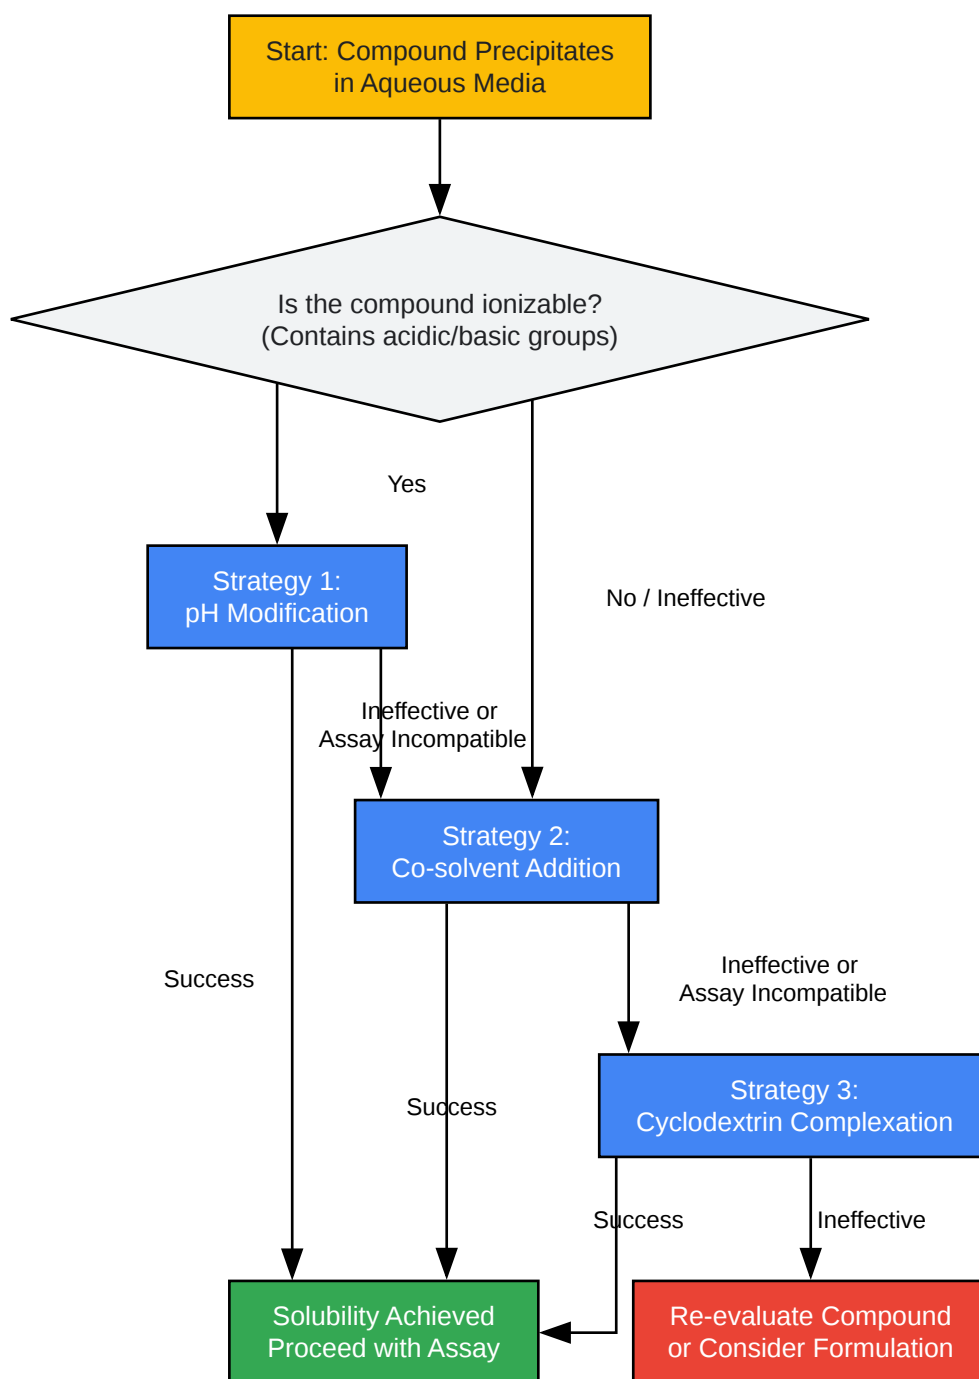 Start: Compound Precipitates
in Aqueous Media
Is the compound ionizable?
(Contains acidic/basic groups)
Yes
Strategy 1:
pH Modification
No / Ineffective
Ineffective or
Assay Incompatible
Strategy 2:
Co-solvent Addition
Success
Ineffective or
Assay Incompatible
Strategy 3:
Cyclodextrin Complexation
Success
Success
Ineffective
Solubility Achieved
Proceed with Assay
Re-evaluate Compound
or Consider Formulation